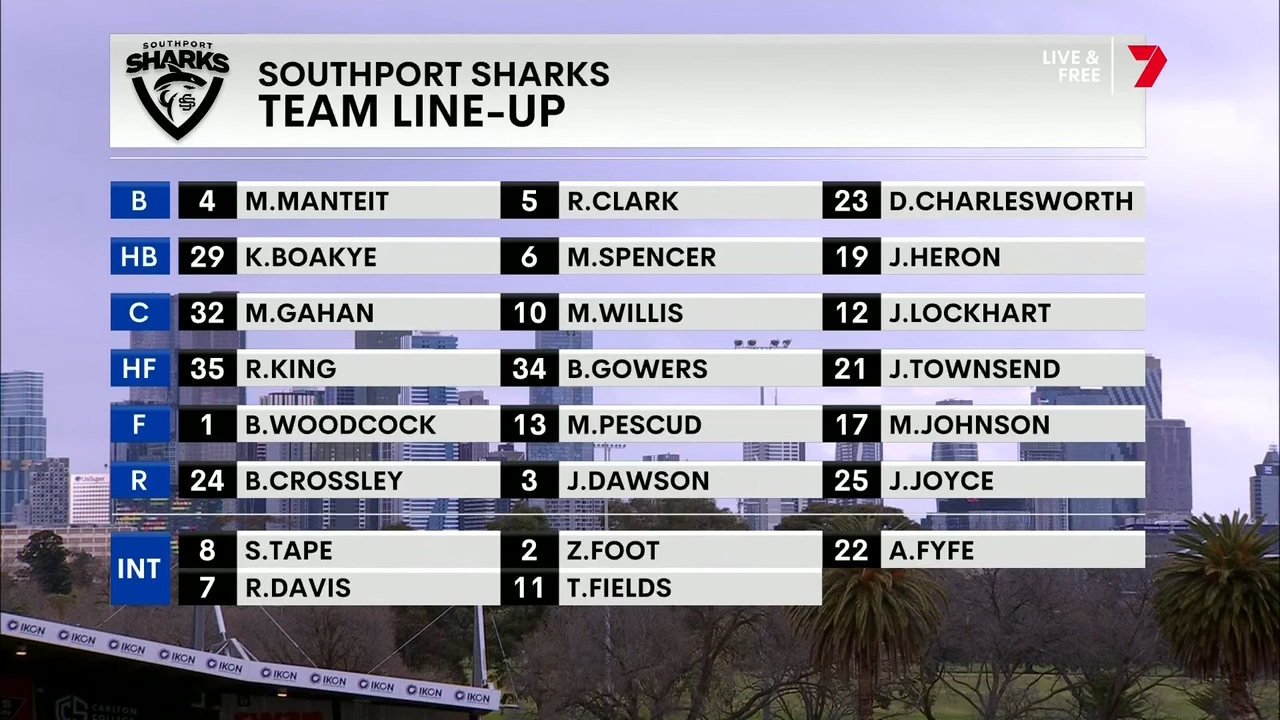 SOUTHPORT
SHARKS
SOUTHPORT SHARKS
TEAM LINE-UP
LIVE &
FREE
7
B 4 M.MANTEIT 5 R.CLARK 23 D.CHARLESWORTH
HB 29 K.BOAKYE 6 M.SPENCER 19 J.HERON
C 32 M.GAHAN 10 M.WILLIS 12 J.LOCKHART
HF 35 R.KING 34 B.GOWERS 21 J.TOWNSEND
F 1 B.WOODCOCK 13 M.PESCUD 17 M.JOHNSON
R 24 B.CROSSLEY 3 J.DAWSON 25 J.JOYCE
INT 8 S.TAPE 2 Z.FOOT 22 A.FYFE
7 R.DAVIS 11 T.FIELDS
UniSuper
IKON IKON IKON IKON IKON IKON IKON IKON IKON IKON
CARLTON